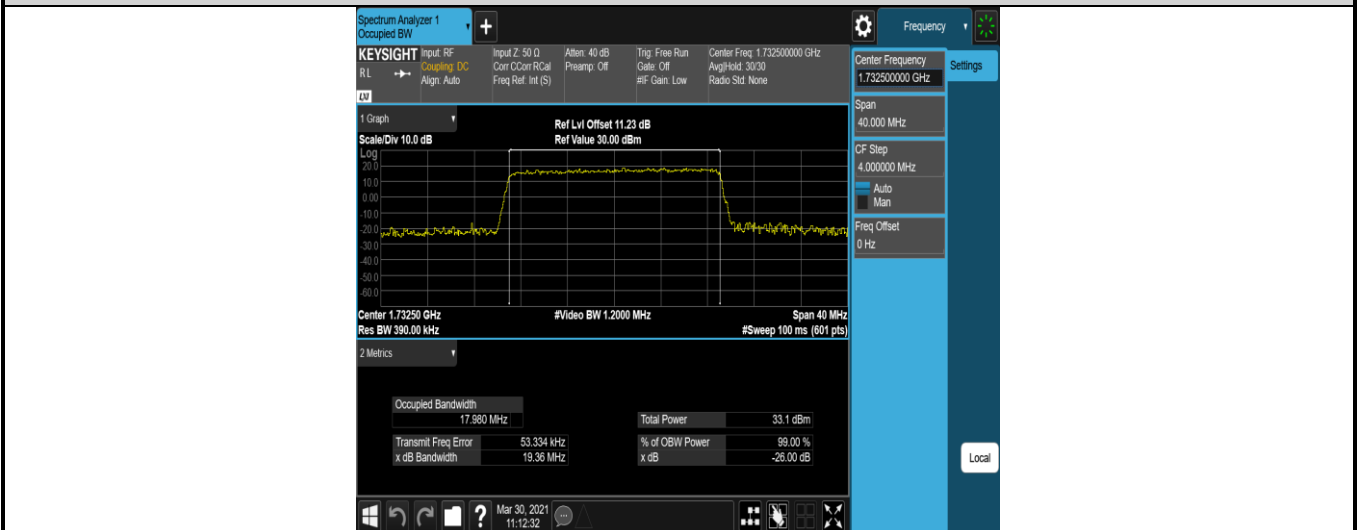 Spectrum Analyzer 1
Occupied BW
+
Frequency
KEYSIGHT Input: RF Input Z: 50 Ω Atten: 40 dB Trig: Free Run Center Freq: 1.732500000 GHz
RL Coupling: DC Corr CCorr RCal Preamp: Off Gate: Off Avg|Hold: 30/30
Align: Auto Freq Ref: Int (S) #IF Gain: Low Radio Std: None
LXI
Center Frequency
1.732500000 GHz
Settings
Span
40.000 MHz
CF Step
4.000000 MHz
Auto
Man
Freq Offset
0 Hz
1 Graph
Ref Lvl Offset 11.23 dB
Scale/Div 10.0 dB Ref Value 30.00 dBm
Log
20.0
10.0
0.00
-10.0
-20.0
-30.0
-40.0
-50.0
-60.0
Center 1.73250 GHz #Video BW 1.2000 MHz Span 40 MHz
Res BW 390.00 kHz #Sweep 100 ms (601 pts)
2 Metrics
Occupied Bandwidth
17.980 MHz Total Power 33.1 dBm
Transmit Freq Error 53.334 kHz % of OBW Power 99.00 %
x dB Bandwidth 19.36 MHz x dB -26.00 dB
Local
? Mar 30, 2021
11:12:32